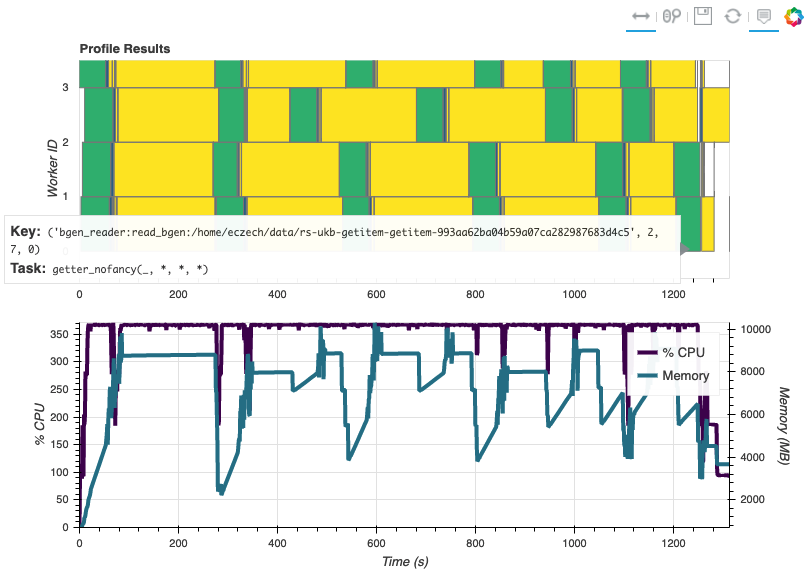 Profile Results
3
2
1
Worker ID
Key: ('bgen_reader:read_bgen:/home/eczech/data/rs-ukb-getitem-getitem-993aa62ba04b59a07ca282987683d4c5', 2,
7, 0)
Task: getter_nofancy(_, *, *, *)
0 200 400 600 800 1000 1200
350
300
250
200
150
100
50
0
% CPU
10000
8000
6000
4000
2000
Memory (MB)
% CPU
Memory
0 200 400 600 800 1000 1200
Time (s)